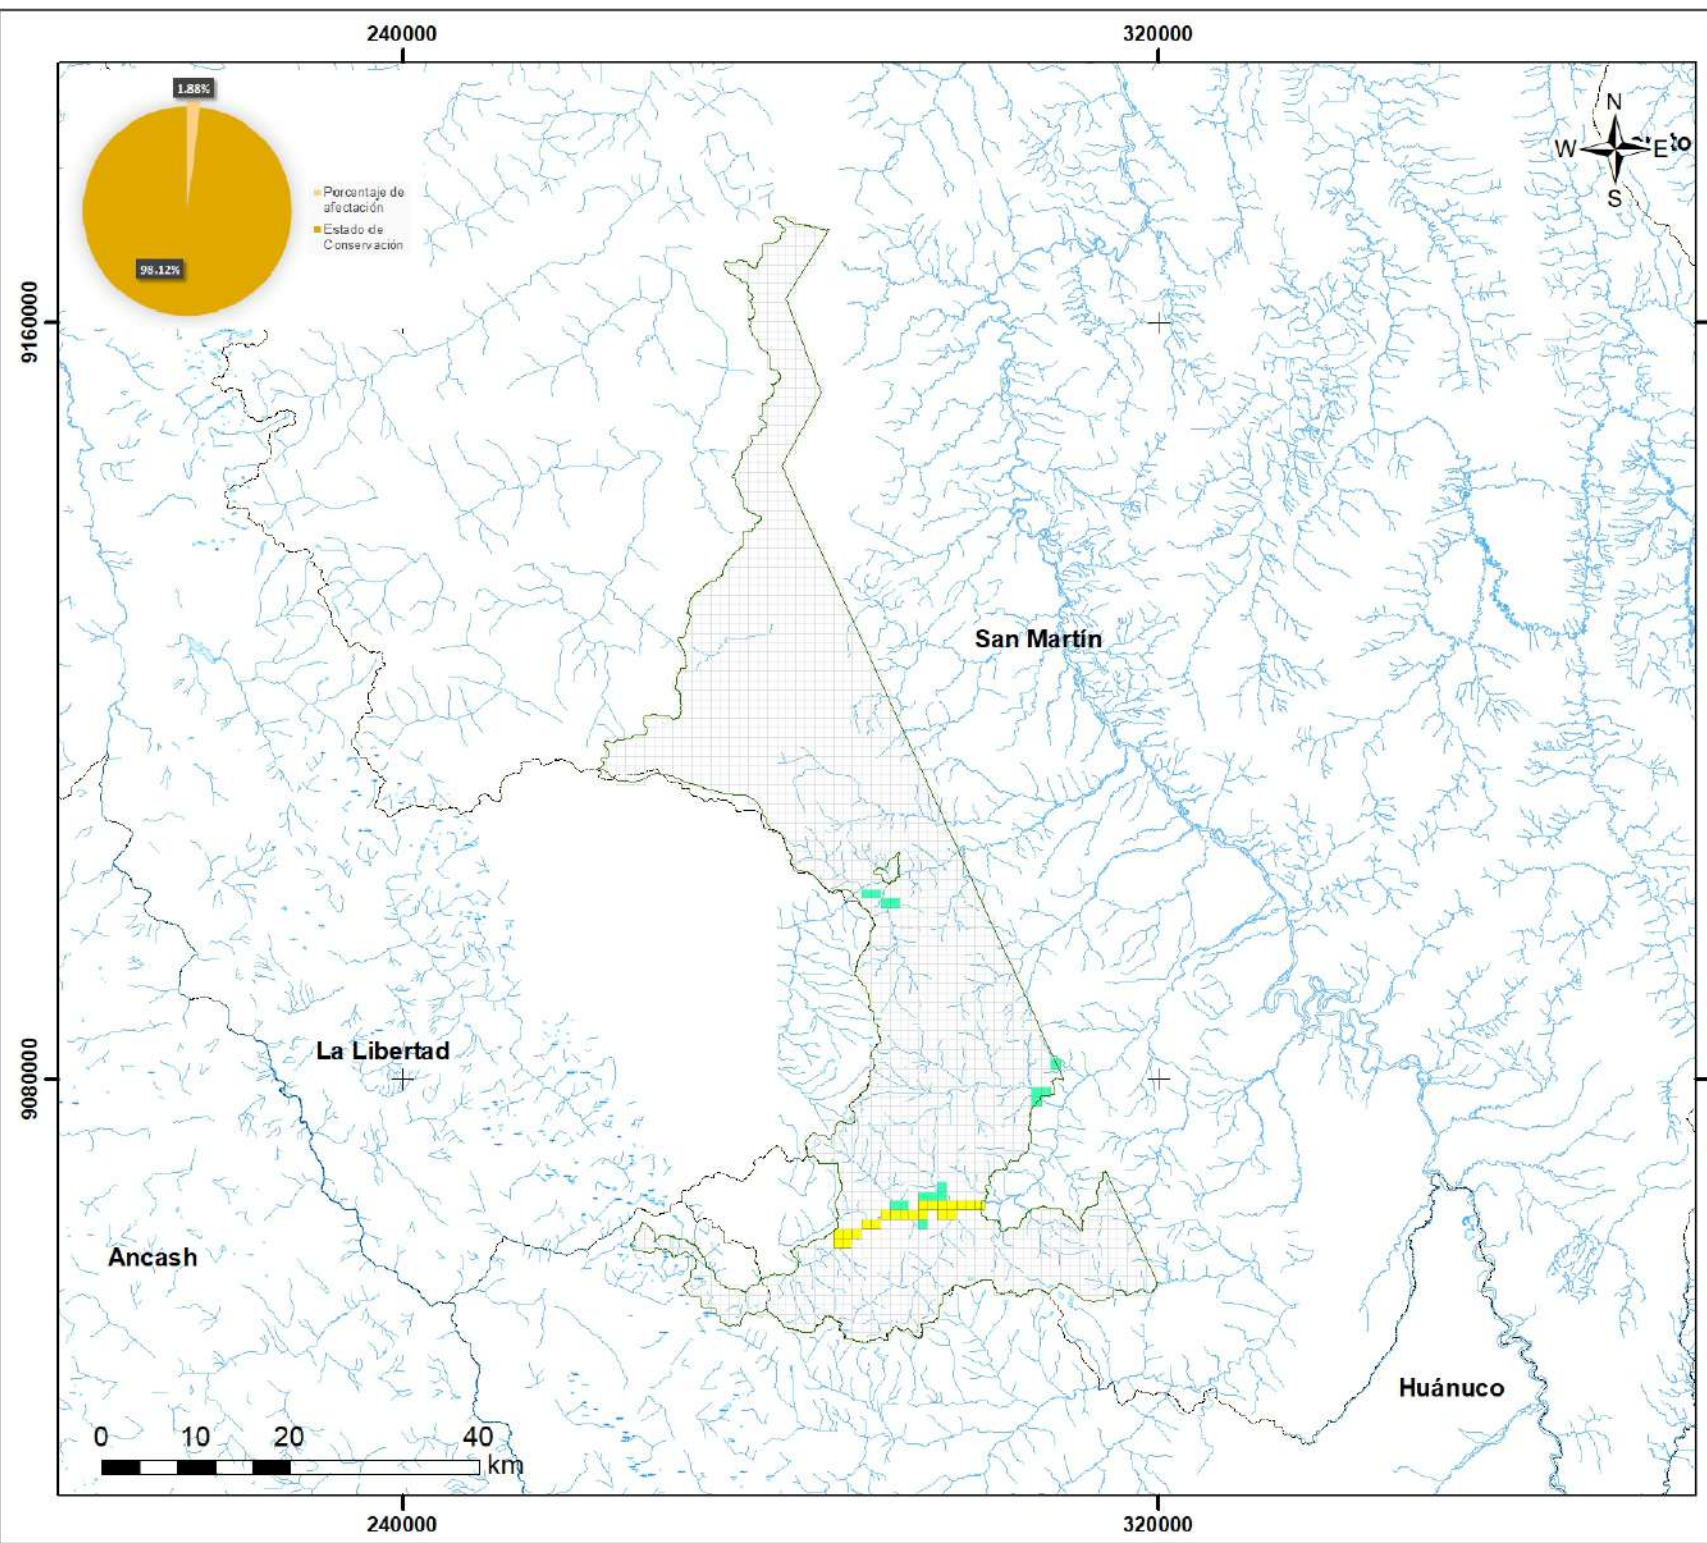 240000
320000
1.88%
N
W
E
to
S
Porcentaje de
afectación
Estado de
Conservación
98.12%
9160000
San Martín
La Libertad
9080000
Ancash
Huánuco
0 10 20 40
km
240000
320000